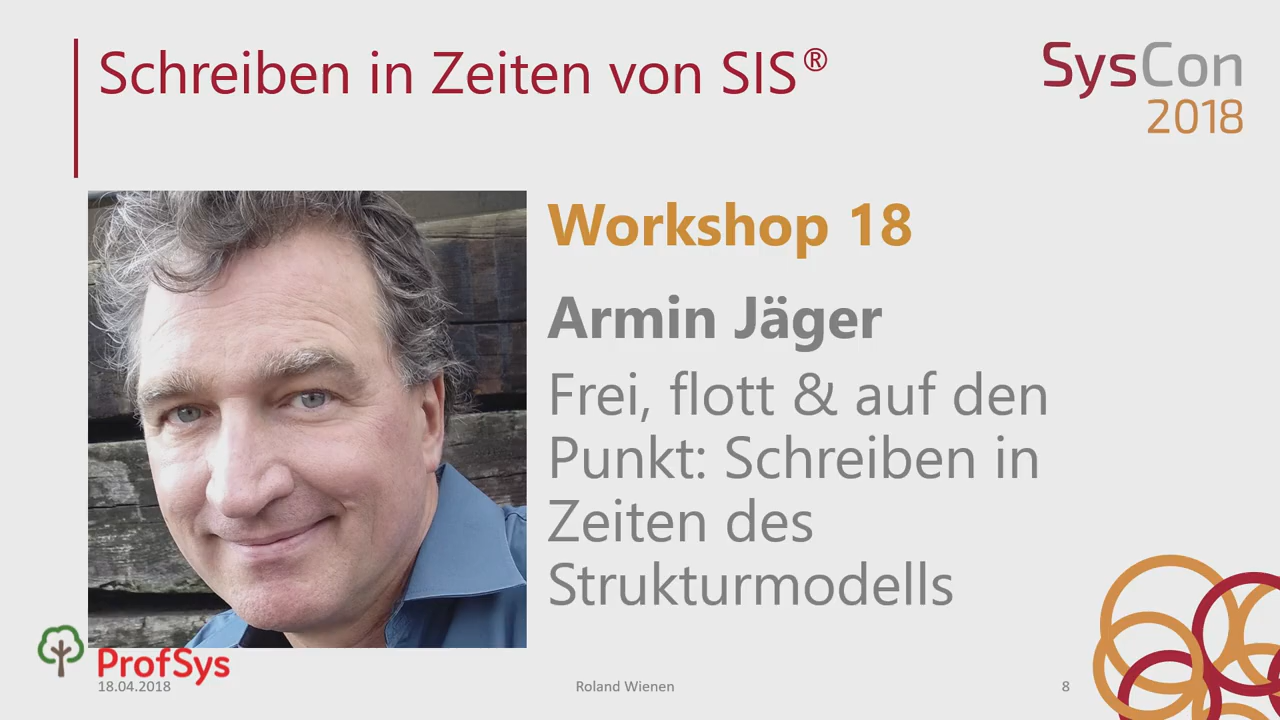 Schreiben in Zeiten von SIS®
SysCon
2018
Workshop 18
Armin Jäger
Frei, flott & auf den
Punkt: Schreiben in
Zeiten des
Strukturmodells
ProfSys
18.04.2018
Roland Wienen
8